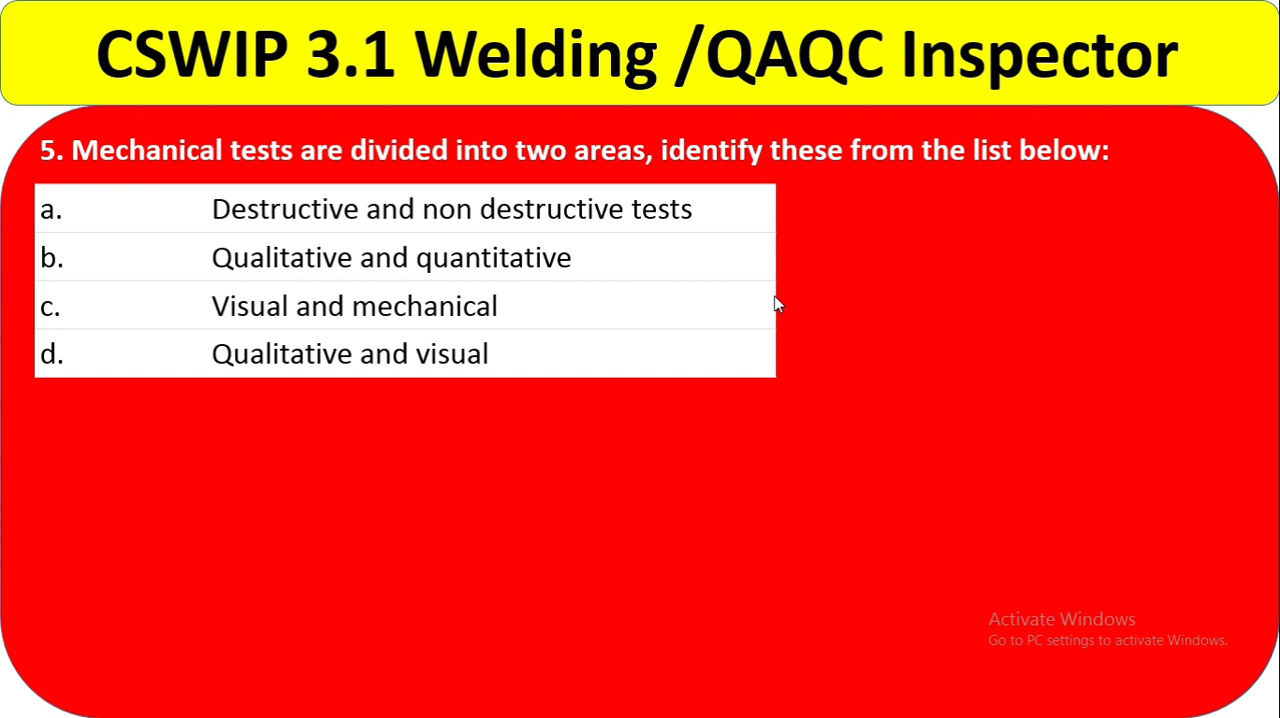 CSWIP 3.1 Welding /QAQC Inspector
5. Mechanical tests are divided into two areas, identify these from the list below:
a. Destructive and non destructive tests
b. Qualitative and quantitative
c. Visual and mechanical
d. Qualitative and visual
Activate Windows
Go to PC settings to activate Windows.